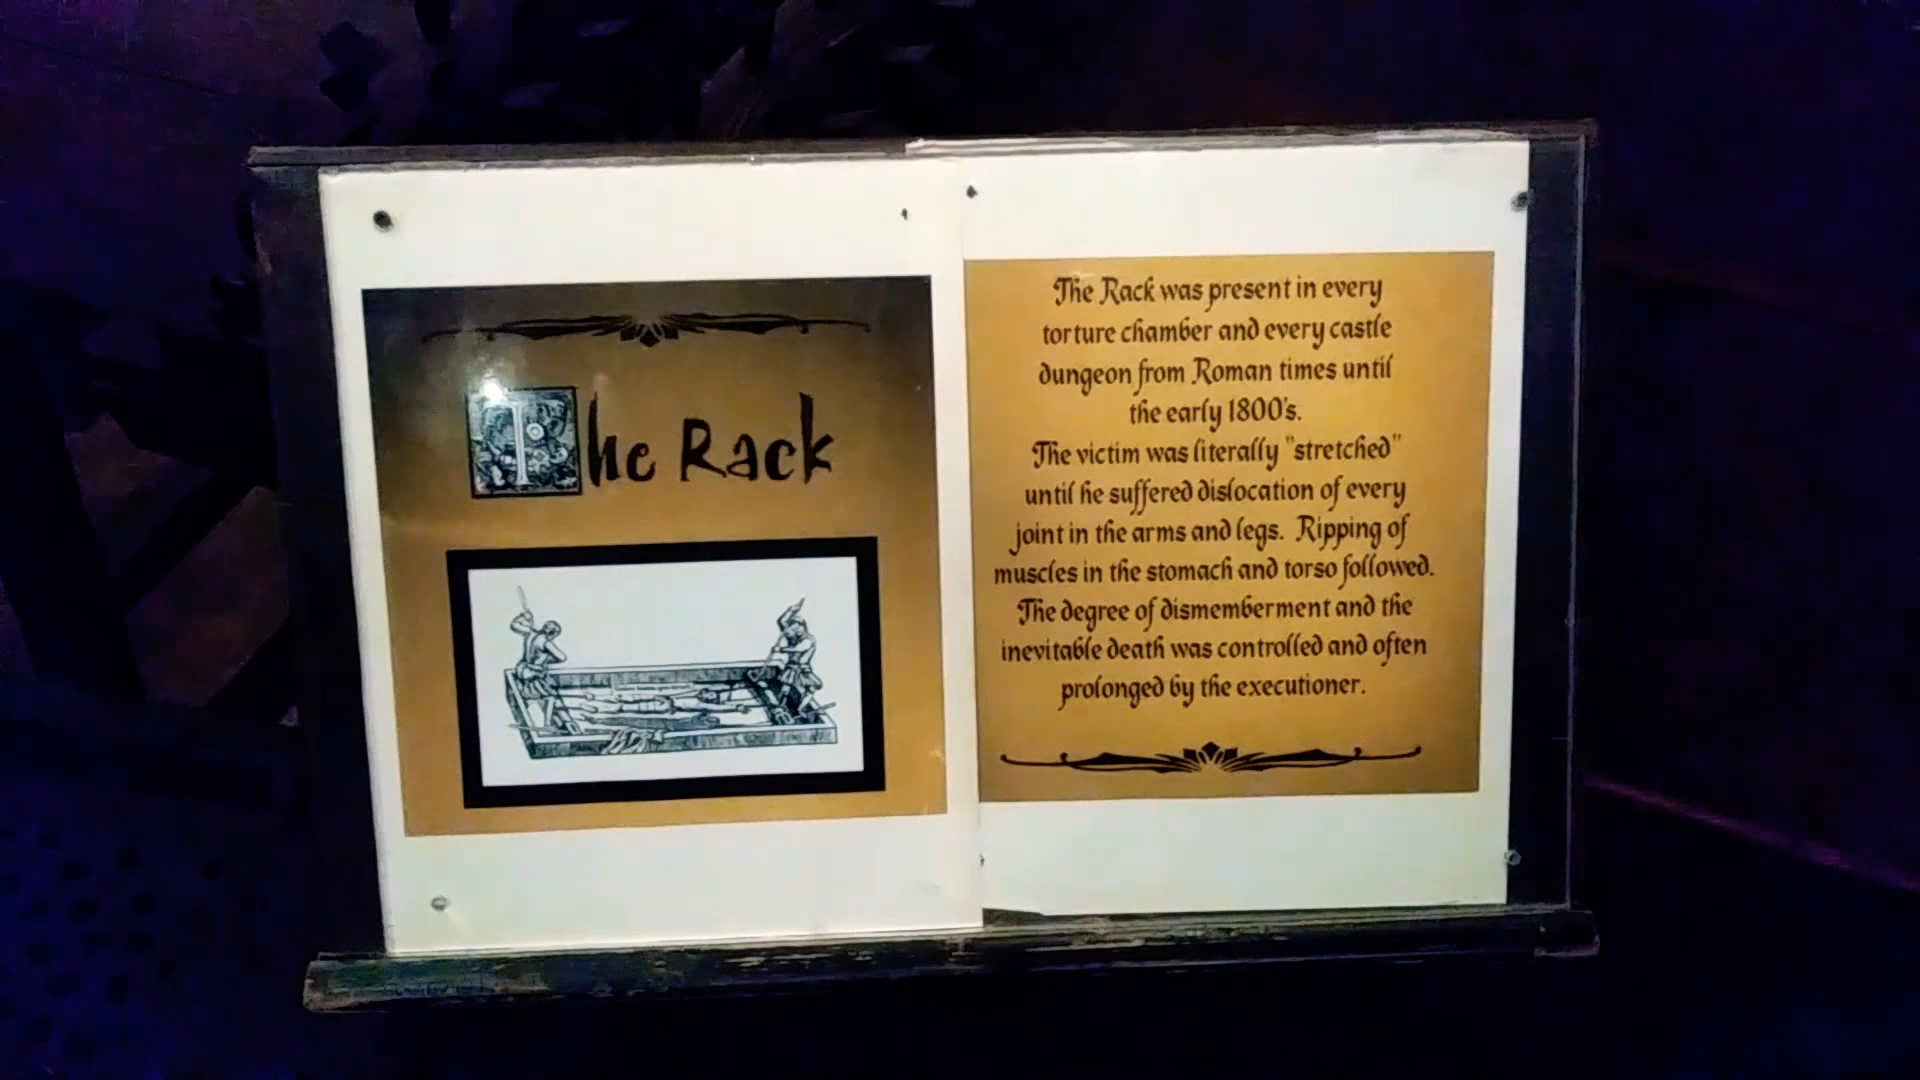 The Rack
The Rack was present in every
torture chamber and every castle
dungeon from Roman times until
the early 1800's.
The victim was literally "stretched"
until he suffered dislocation of every
joint in the arms and legs. Ripping of
muscles in the stomach and torso followed.
The degree of dismemberment and the
inevitable death was controlled and often
prolonged by the executioner.